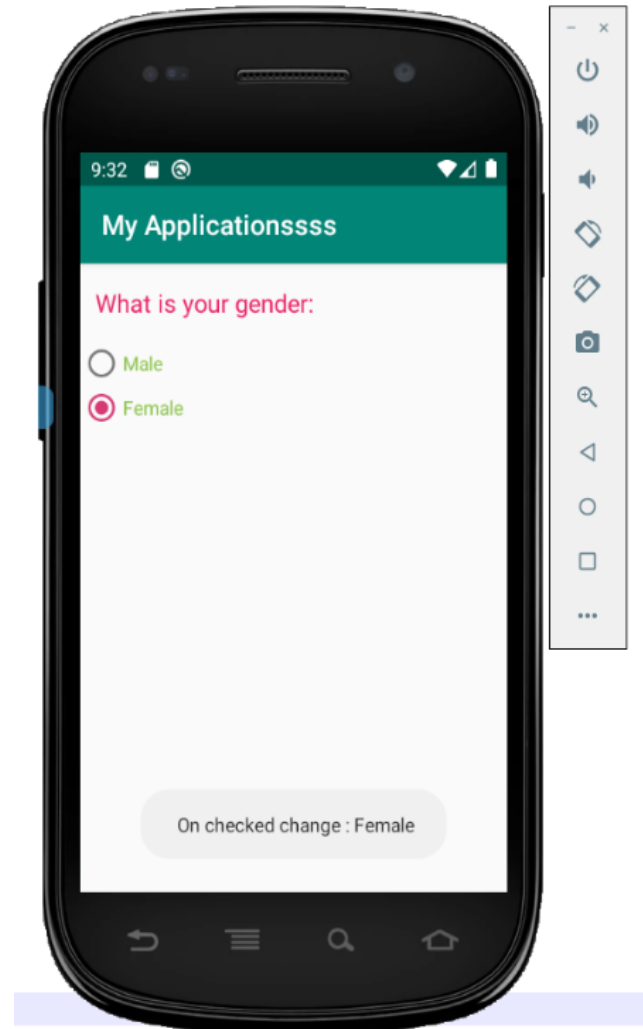 9:32
My Applicationssss
What is your gender:
Male
Female
On checked change : Female